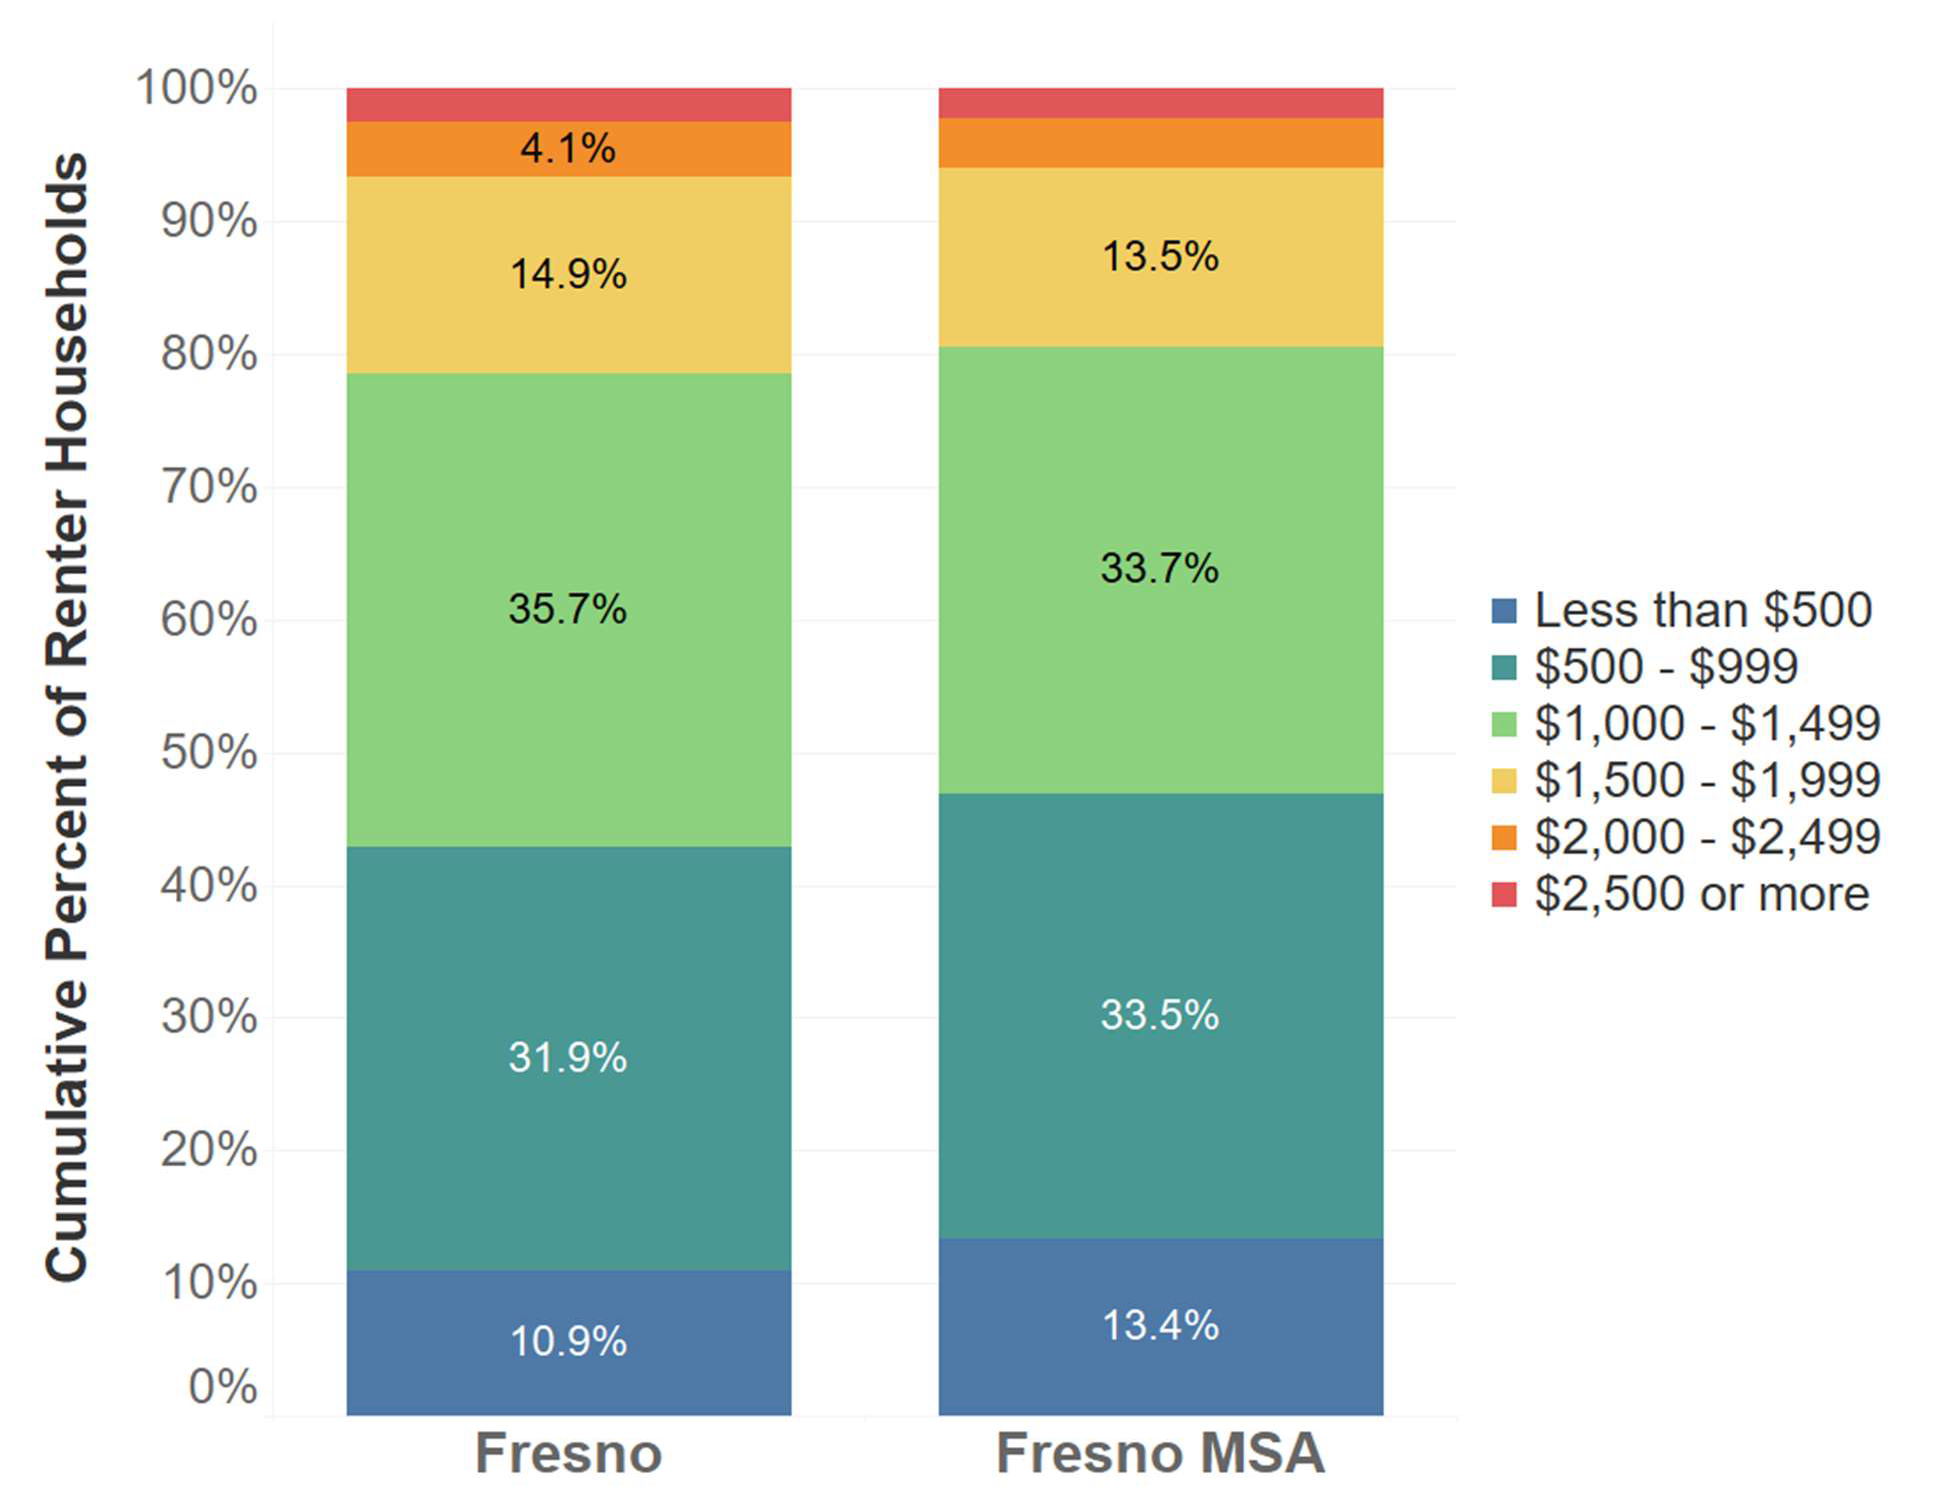 Cumulative Percent of Renter Households
100%
90%
80%
70%
60%
50%
40%
30%
20%
10%
0%
4.1%
14.9%
35.7%
31.9%
10.9%
13.5%
33.7%
33.5%
13.4%
Fresno
Fresno MSA
Less than $500
$500 - $999
$1,000 - $1,499
$1,500 - $1,999
$2,000 - $2,499
$2,500 or more